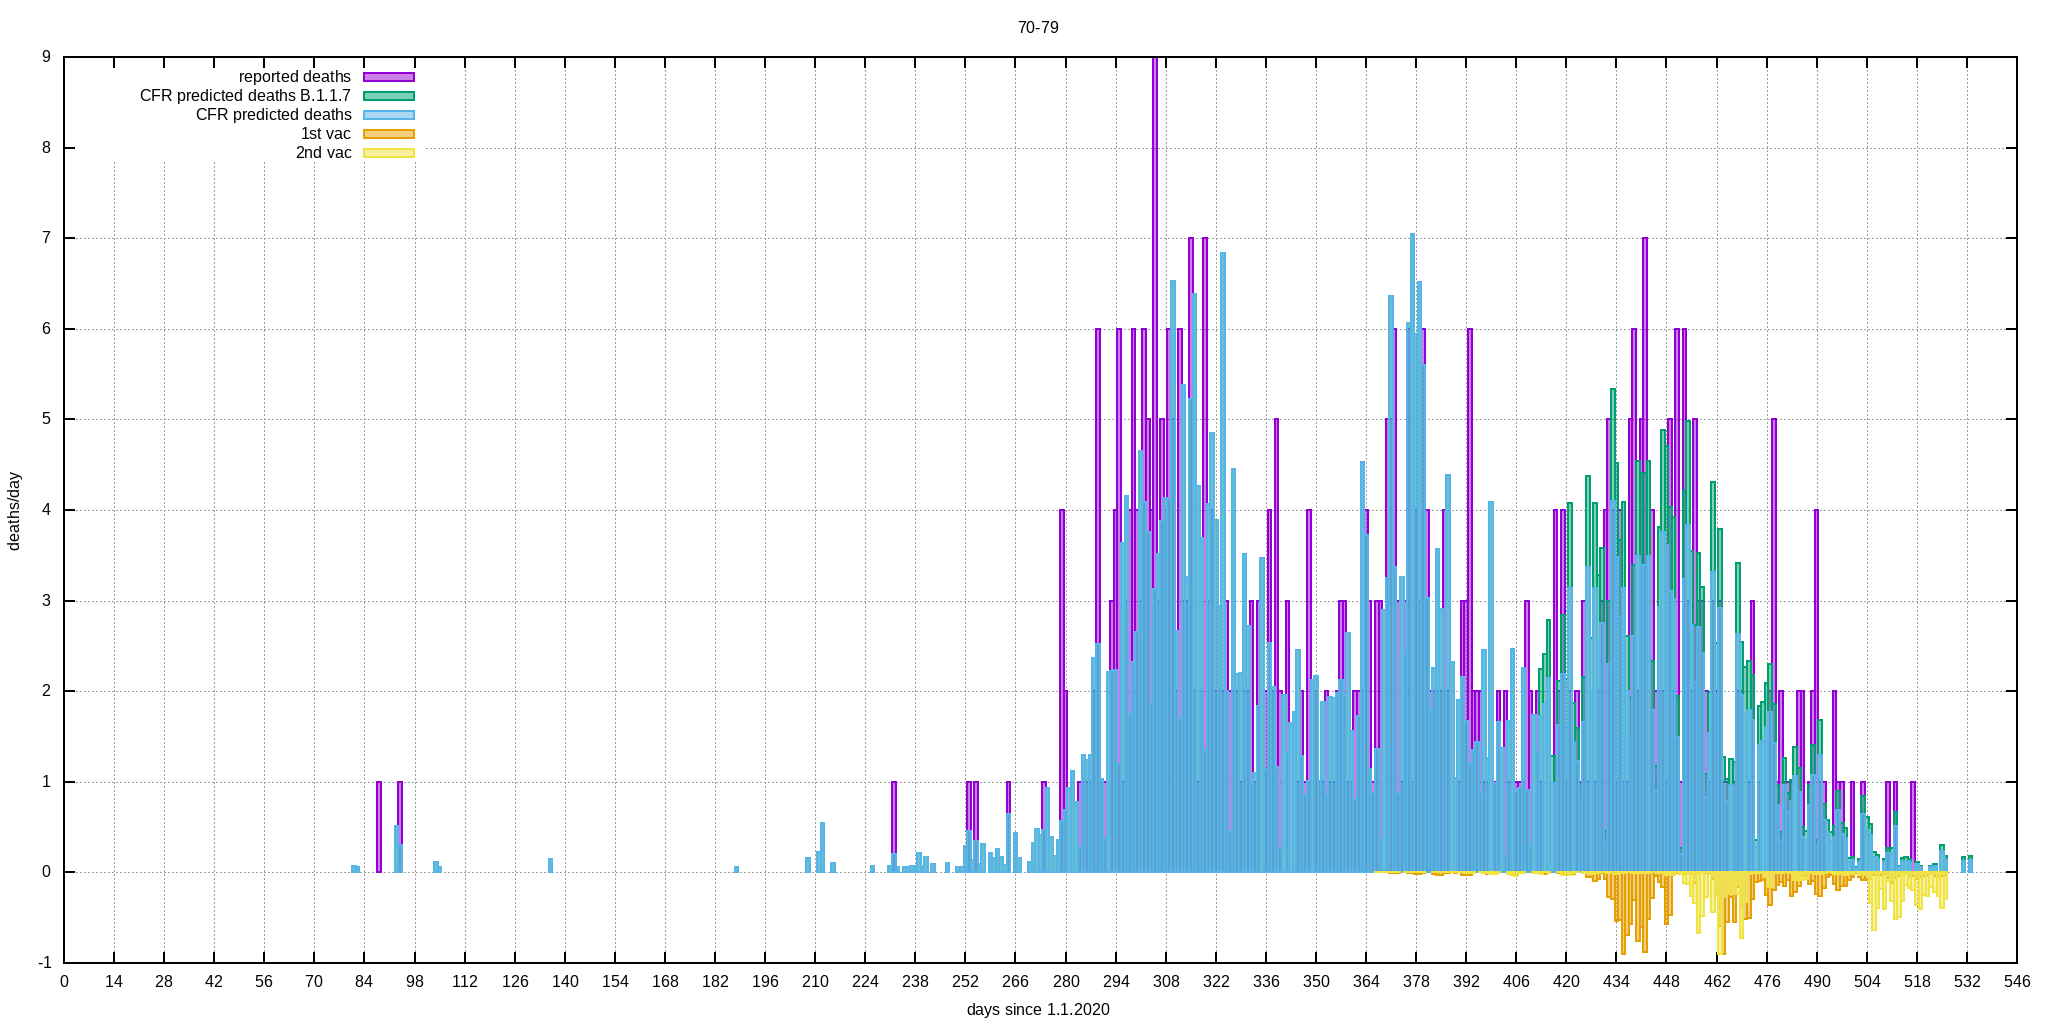 70-79
reported deaths
CFR predicted deaths B.1.1.7
CFR predicted deaths
1st vac
2nd vac
9
8
7
6
5
4
3
2
1
0
-1
deaths/day
0 14 28 42 56 70 84 98 112 126 140 154 168 182 196 210 224 238 252 266 280 294 308 322 336 350 364 378 392 406 420 434 448 462 476 490 504 518 532 546
days since 1.1.2020